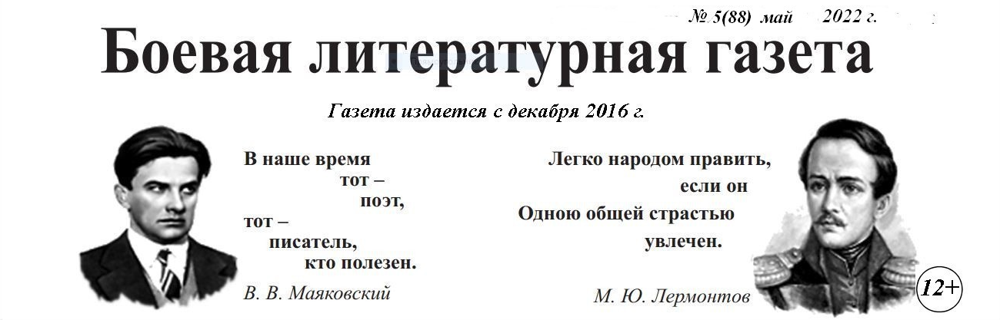 № 5(88) май 2022 г.
Боевая литературная газета
Газета издается с декабря 2016 г.
В наше время
тот –
поэт,
тот –
писатель,
кто полезен.
В. В. Маяковский
Легко народом править,
если он
Одною общей страстью
увлечен.
М. Ю. Лермонтов
12+